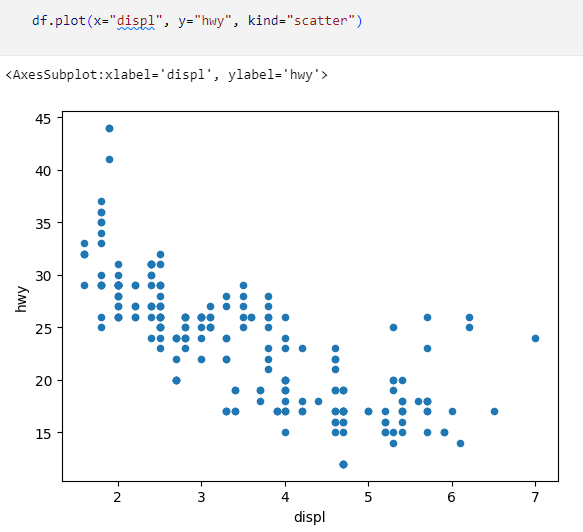 df.plot(x="displ", y="hwy", kind="scatter")
<AxesSubplot:xlabel='displ', ylabel='hwy'>
45
40
35
30
25
20
15
hwy
2 3 4 5 6 7
displ